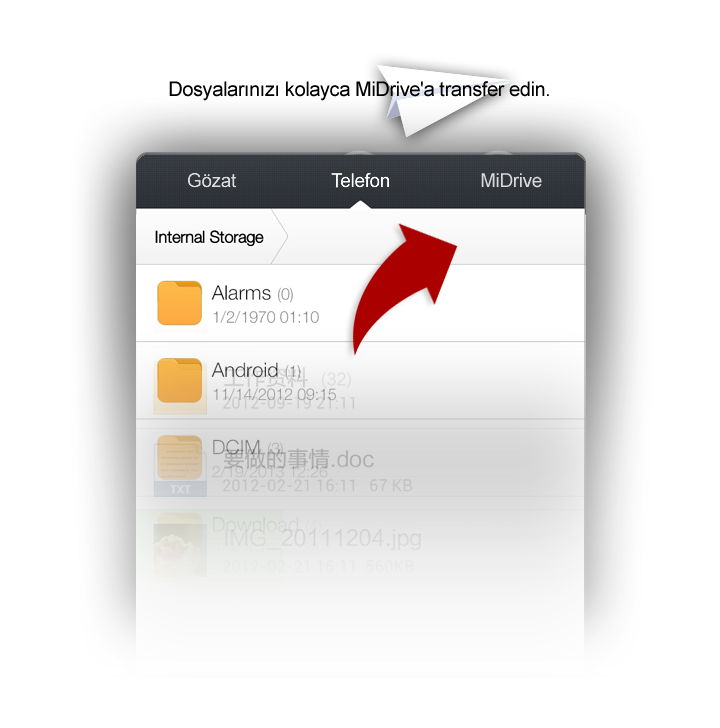 Dosyalarınızı kolayca MiDrive'a transfer edin.
Gözat Telefon MiDrive
Internal Storage
Alarms (0)
1/2/1970 01:10
Android (1)
11/14/2012 09:15
工作资料 (32)
2012-09-19 21:11
DCIM (3)
2/19/2013 12:26
要做的事情.doc
2012-02-21 16:11 67 KB
TXT
Download
IMG_20111204.jpg
2012-02-21 16:11 560KB